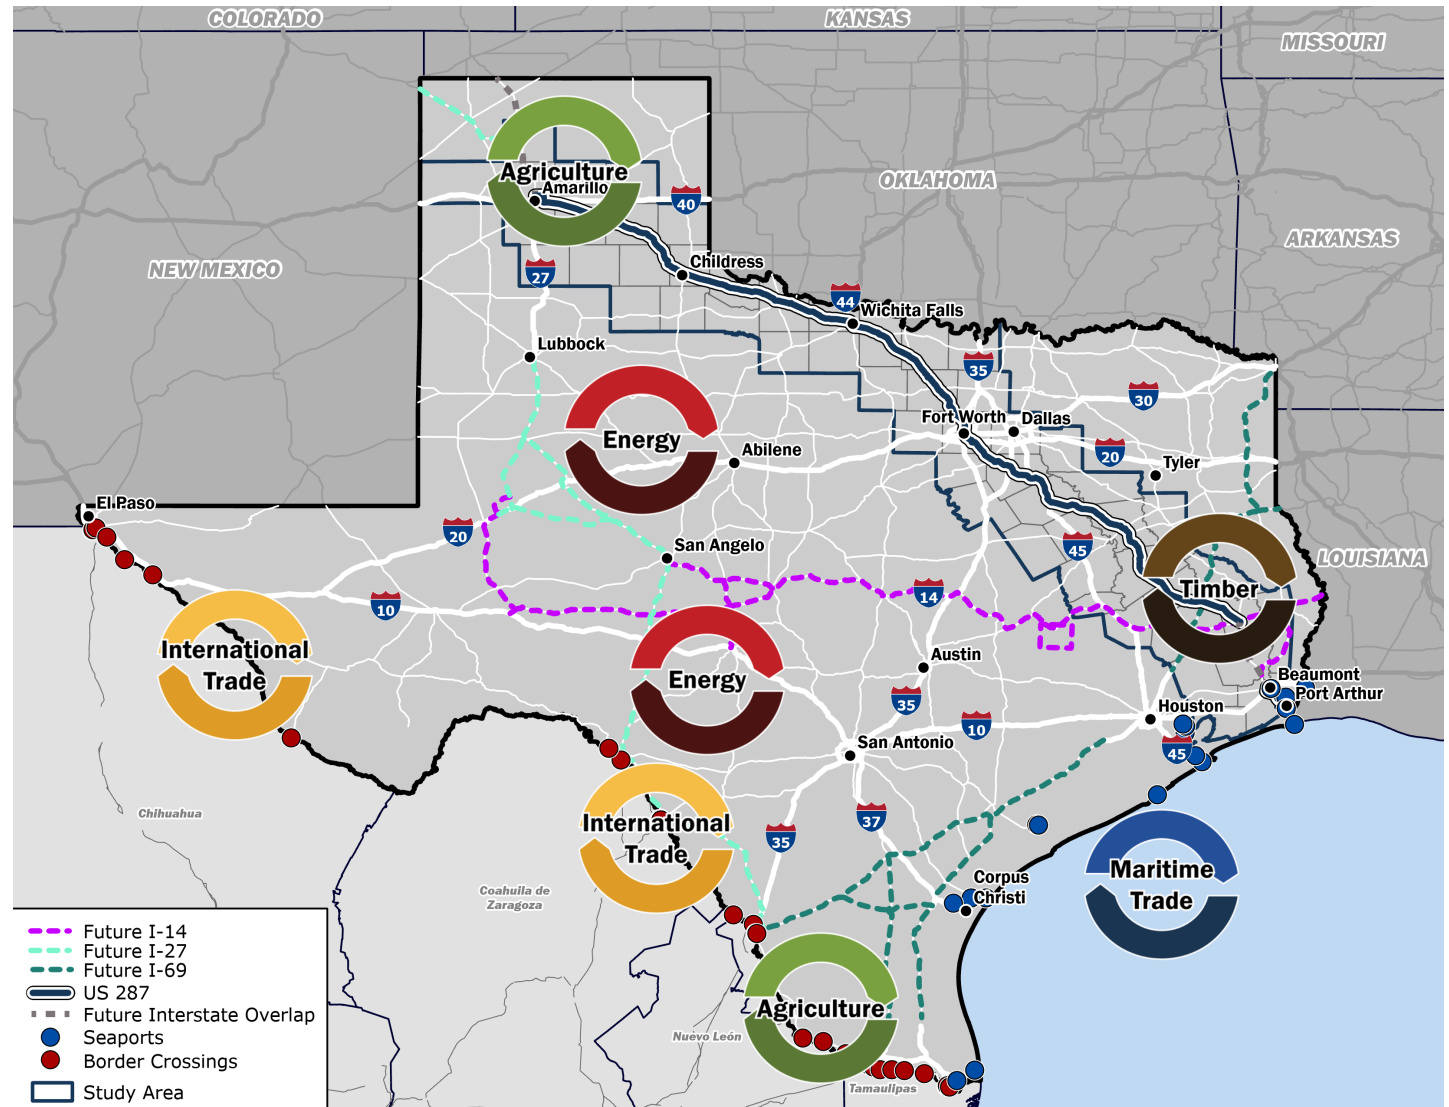 COLORADO
KANSAS
MISSOURI
Agriculture
Amarillo
OKLAHOMA
40
ARKANSAS
NEW MEXICO
27
Childress
44
Wichita Falls
Lubbock
35
30
Fort Worth
Dallas
Energy
Abilene
20
Tyler
El Paso
20
San Angelo
45
LOUISIANA
Timber
10
14
International
Trade
Austin
Energy
Beaumont
Port Arthur
35
10
Houston
San Antonio
45
Chihuahua
International
Trade
37
35
Maritime
Trade
Corpus
Christi
Coahuila de
Zaragoza
Agriculture
Nuevo León
Tamaulipas
Future I-14
Future I-27
Future I-69
US 287
Future Interstate Overlap
Seaports
Border Crossings
Study Area